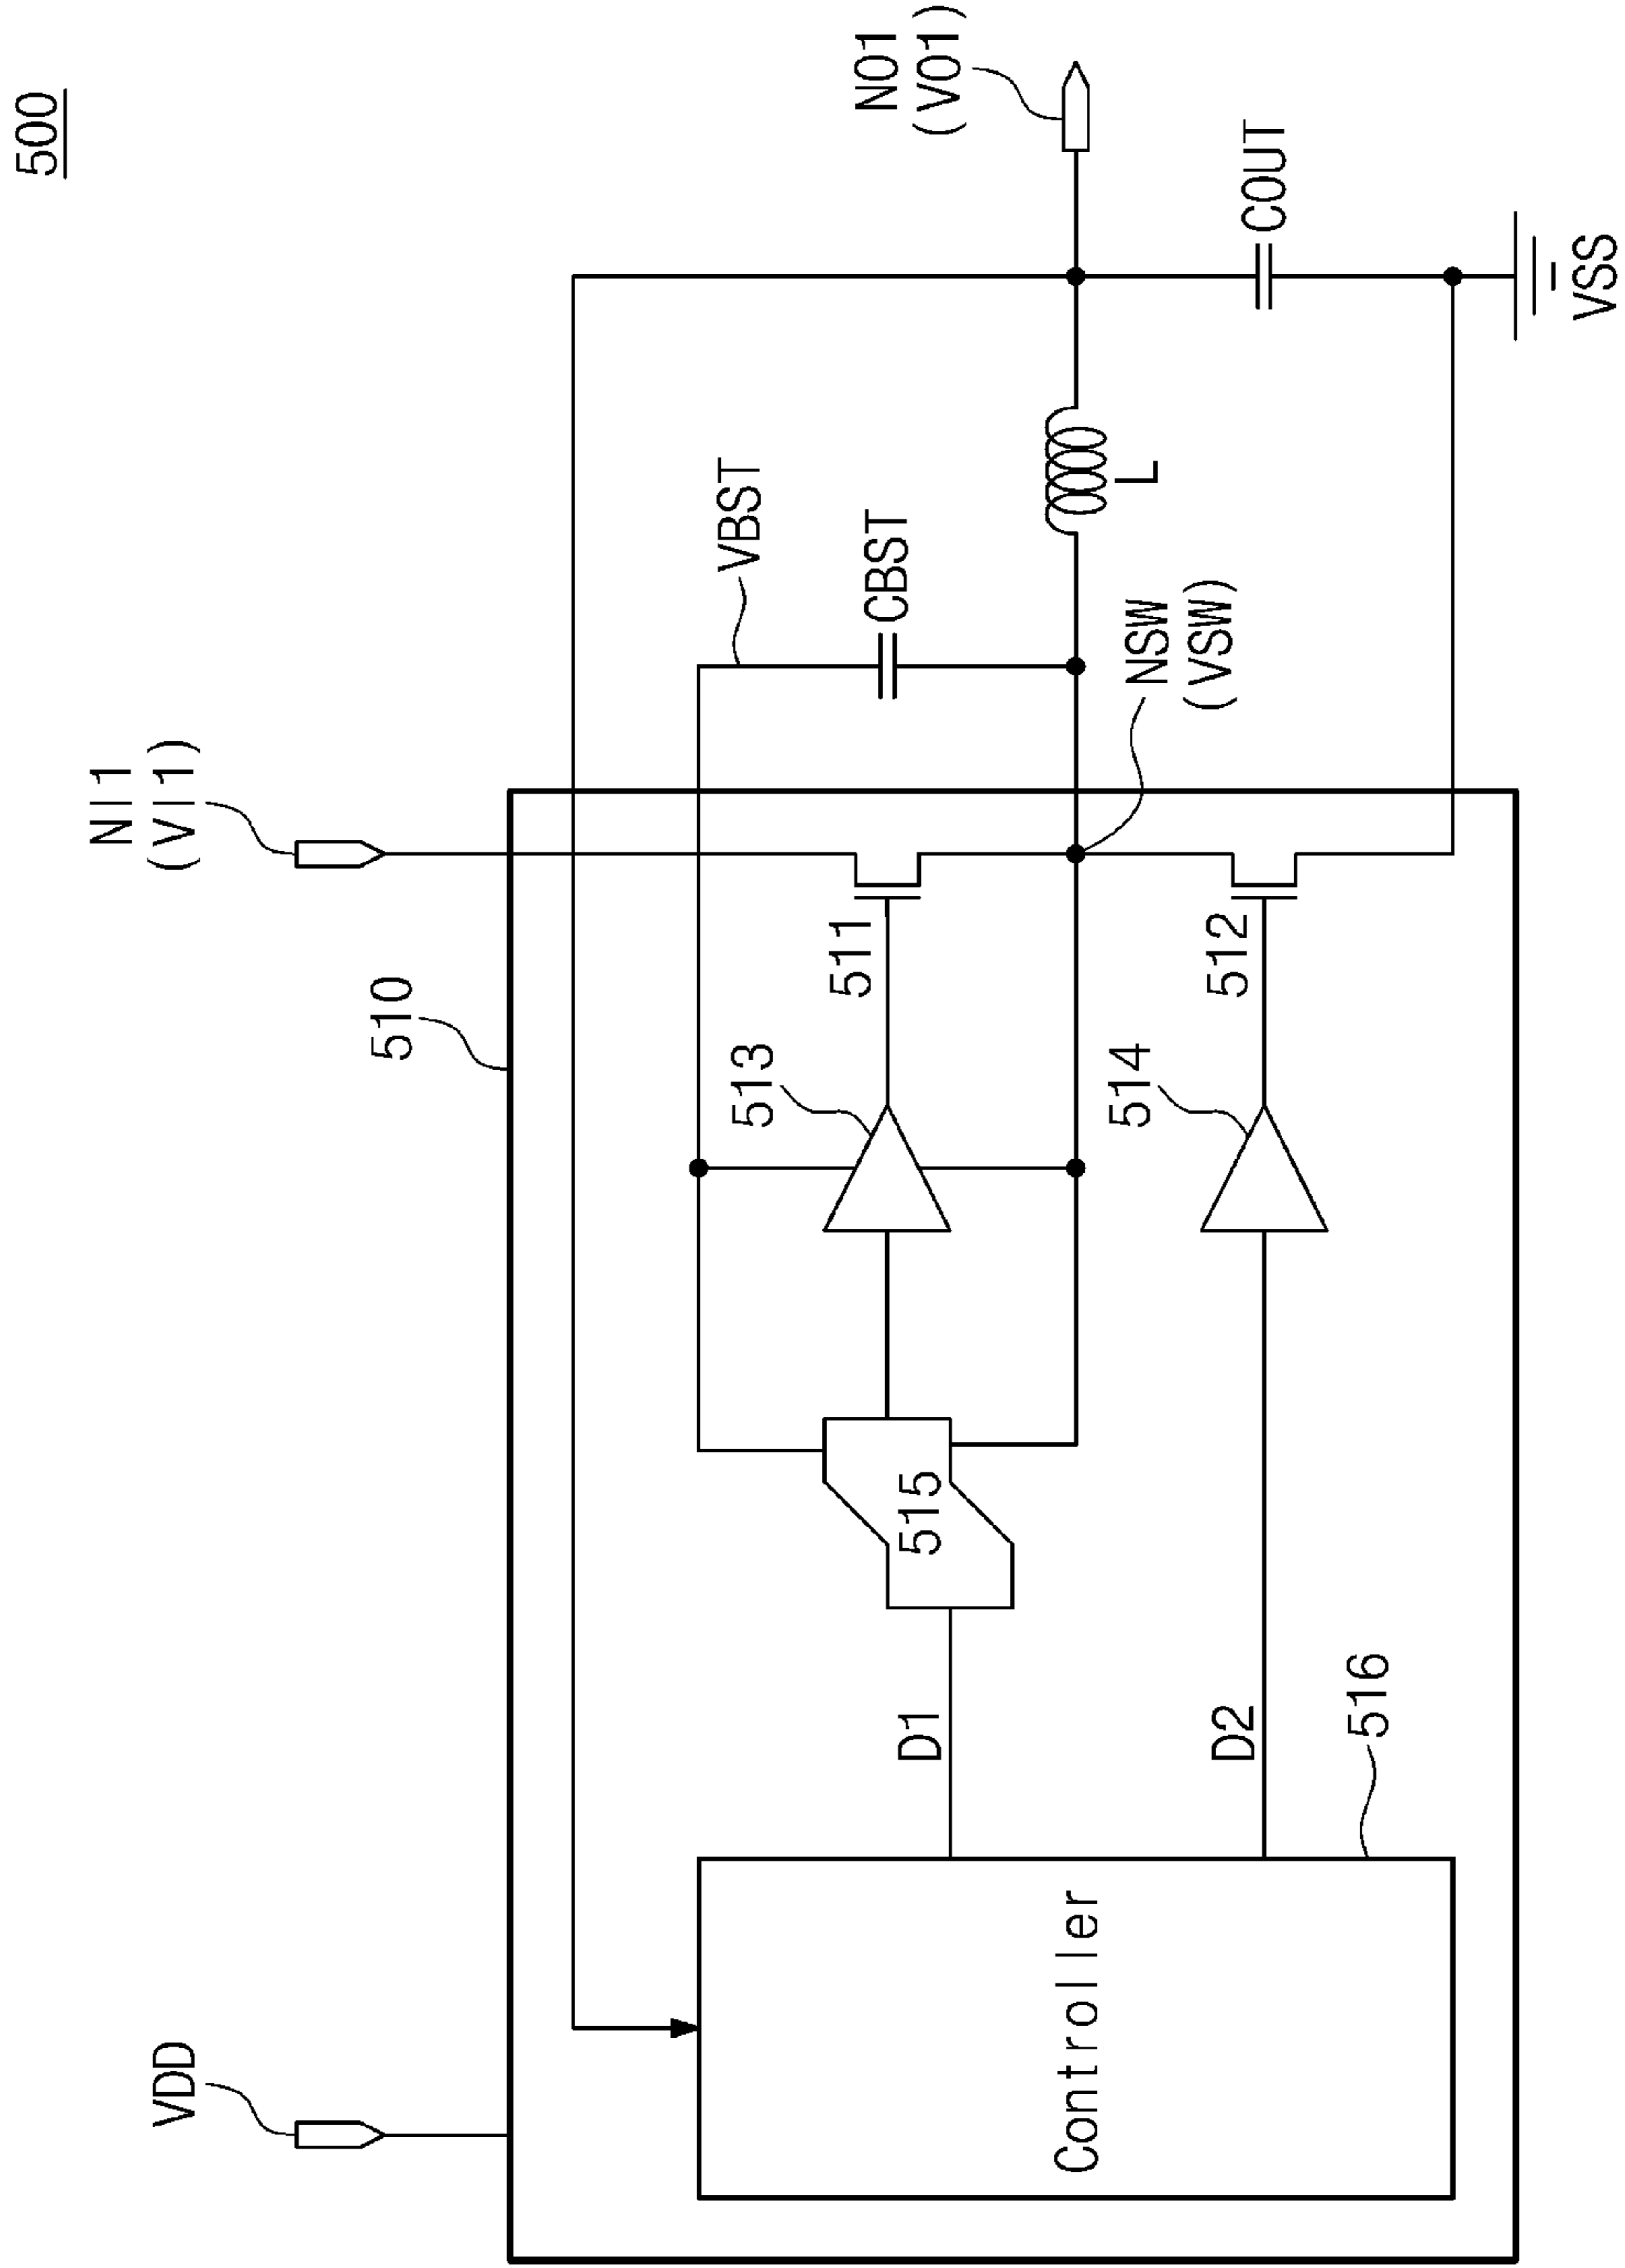 500
NI1
(VI1)
VDD
510
VBST
513
NO1
(VO1)
511
CBST
D1
515
Controller
514
NSW
(VSW)
L
512
D2
COUT
516
VSS